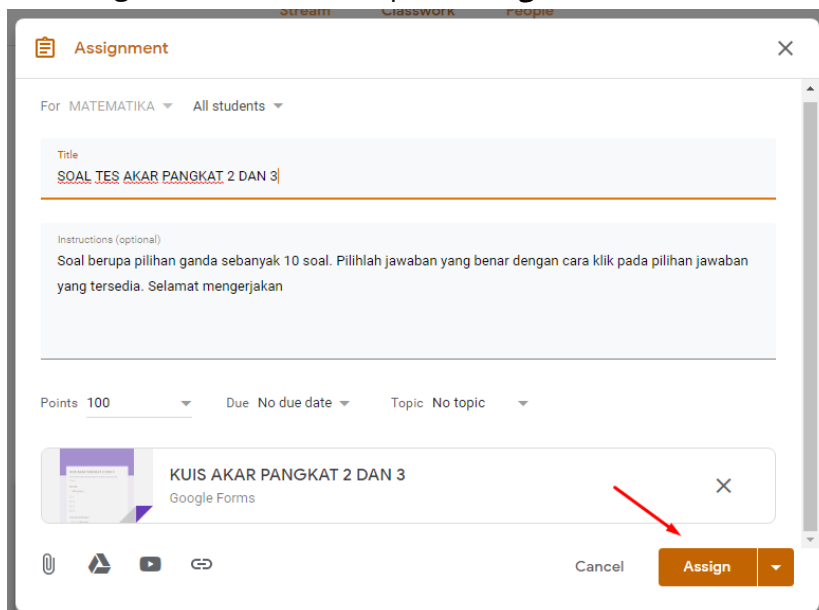 Stream Classwork People
Assignment
For MATEMATIKA All students
Title
SOAL TES AKAR PANGKAT 2 DAN 3
Instructions (optional)
Soal berupa pilihan ganda sebanyak 10 soal. Pilihlah jawaban yang benar dengan cara klik pada pilihan jawaban
yang tersedia. Selamat mengerjakan
Points 100 Due No due date Topic No topic
KUIS AKAR PANGKAT 2 DAN 3
Google Forms
Cancel Assign